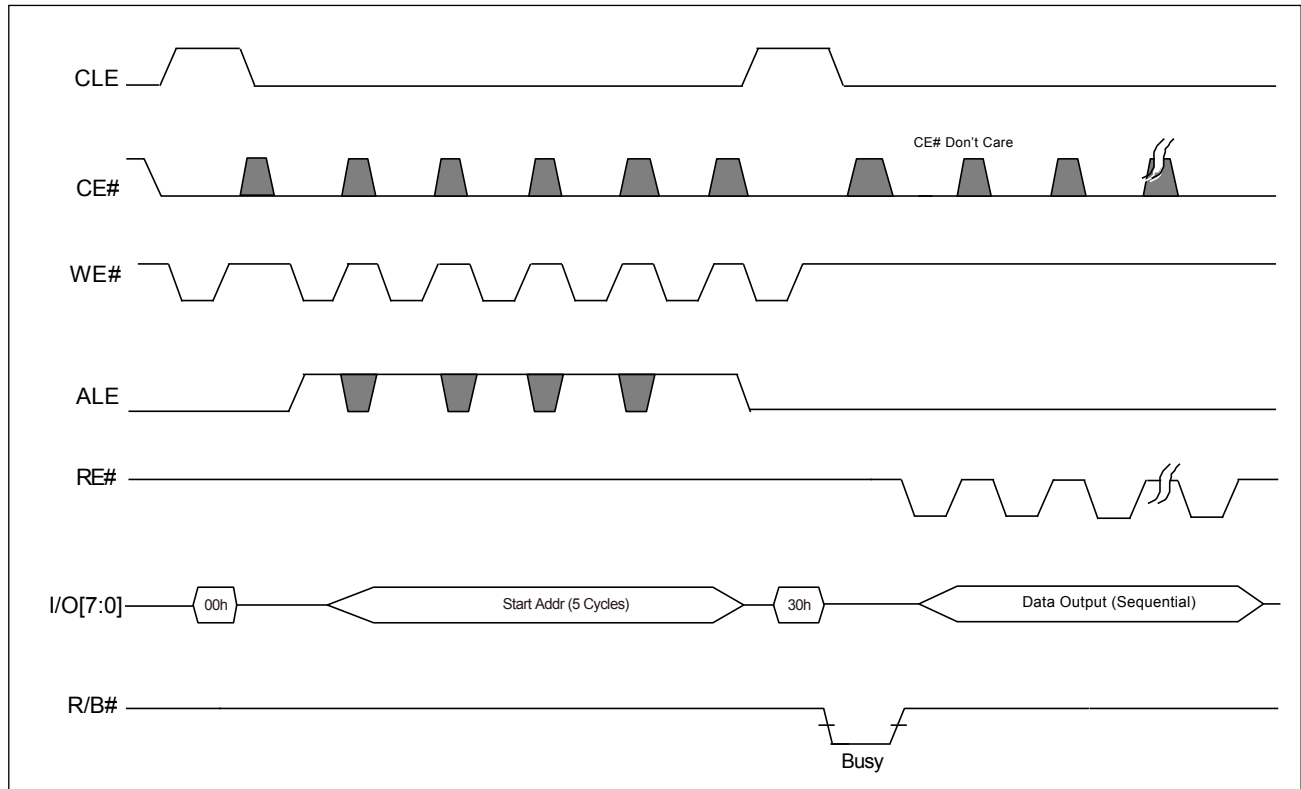 CLE
CE# Don't Care
CE#
WE#
ALE
RE#
I/O[7:0]
00h
Start Addr (5 Cycles)
30h
Data Output (Sequential)
R/B#
Busy